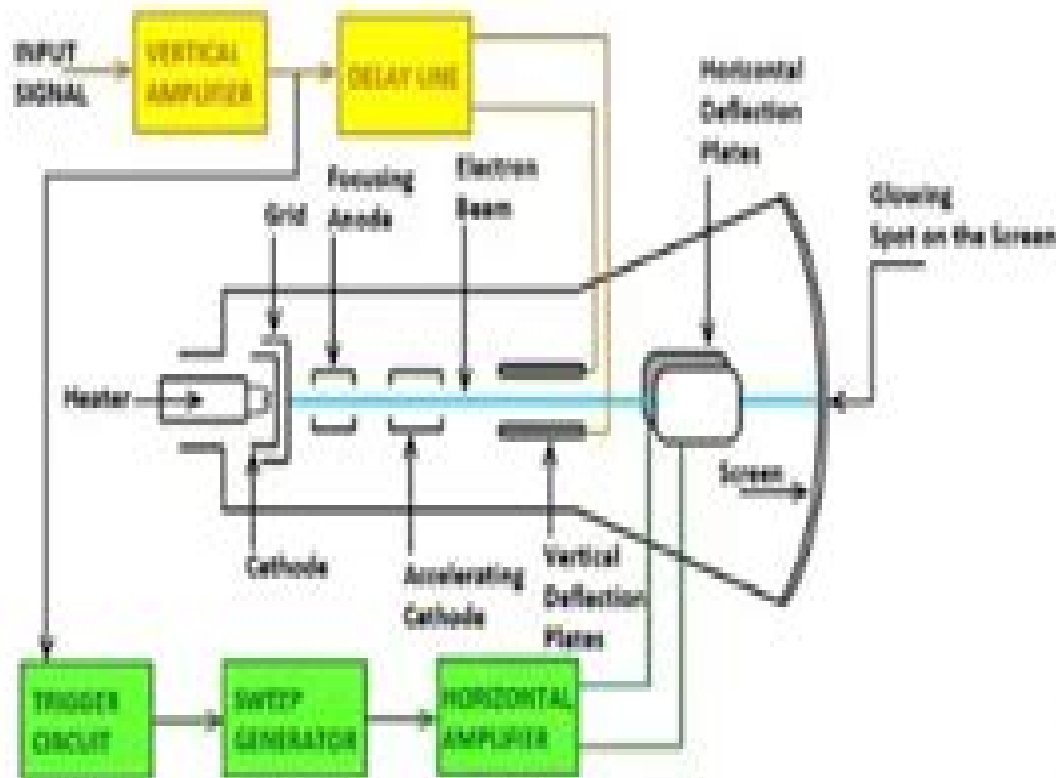 INPUT
SIGNAL
VERTICAL
AMPIFIER
DELAY LINE
Horizontal
Deflection
Plates
Focusing
Anode
Electron
Beam
Grid
Glowing
Spot on the Screen
Heater
Screen
Cathode
Accelerating
Cathode
Vertical
Deflection
Plates
TRIGGER
CIRCUIT
SWEEP
GENERATOR
HORIZONTAL
AMPLIFIER